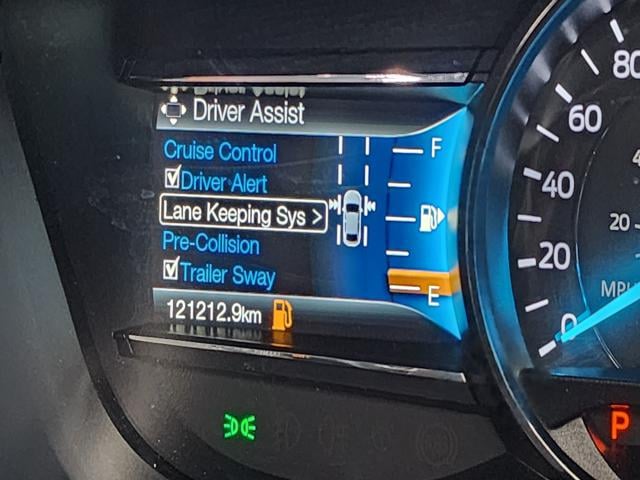 Driver Assist
Cruise Control
Driver Alert
Lane Keeping Sys >
Pre-Collision
Trailer Sway
121212.9km
F
E
80
60
40
20
0
20
MPH
P